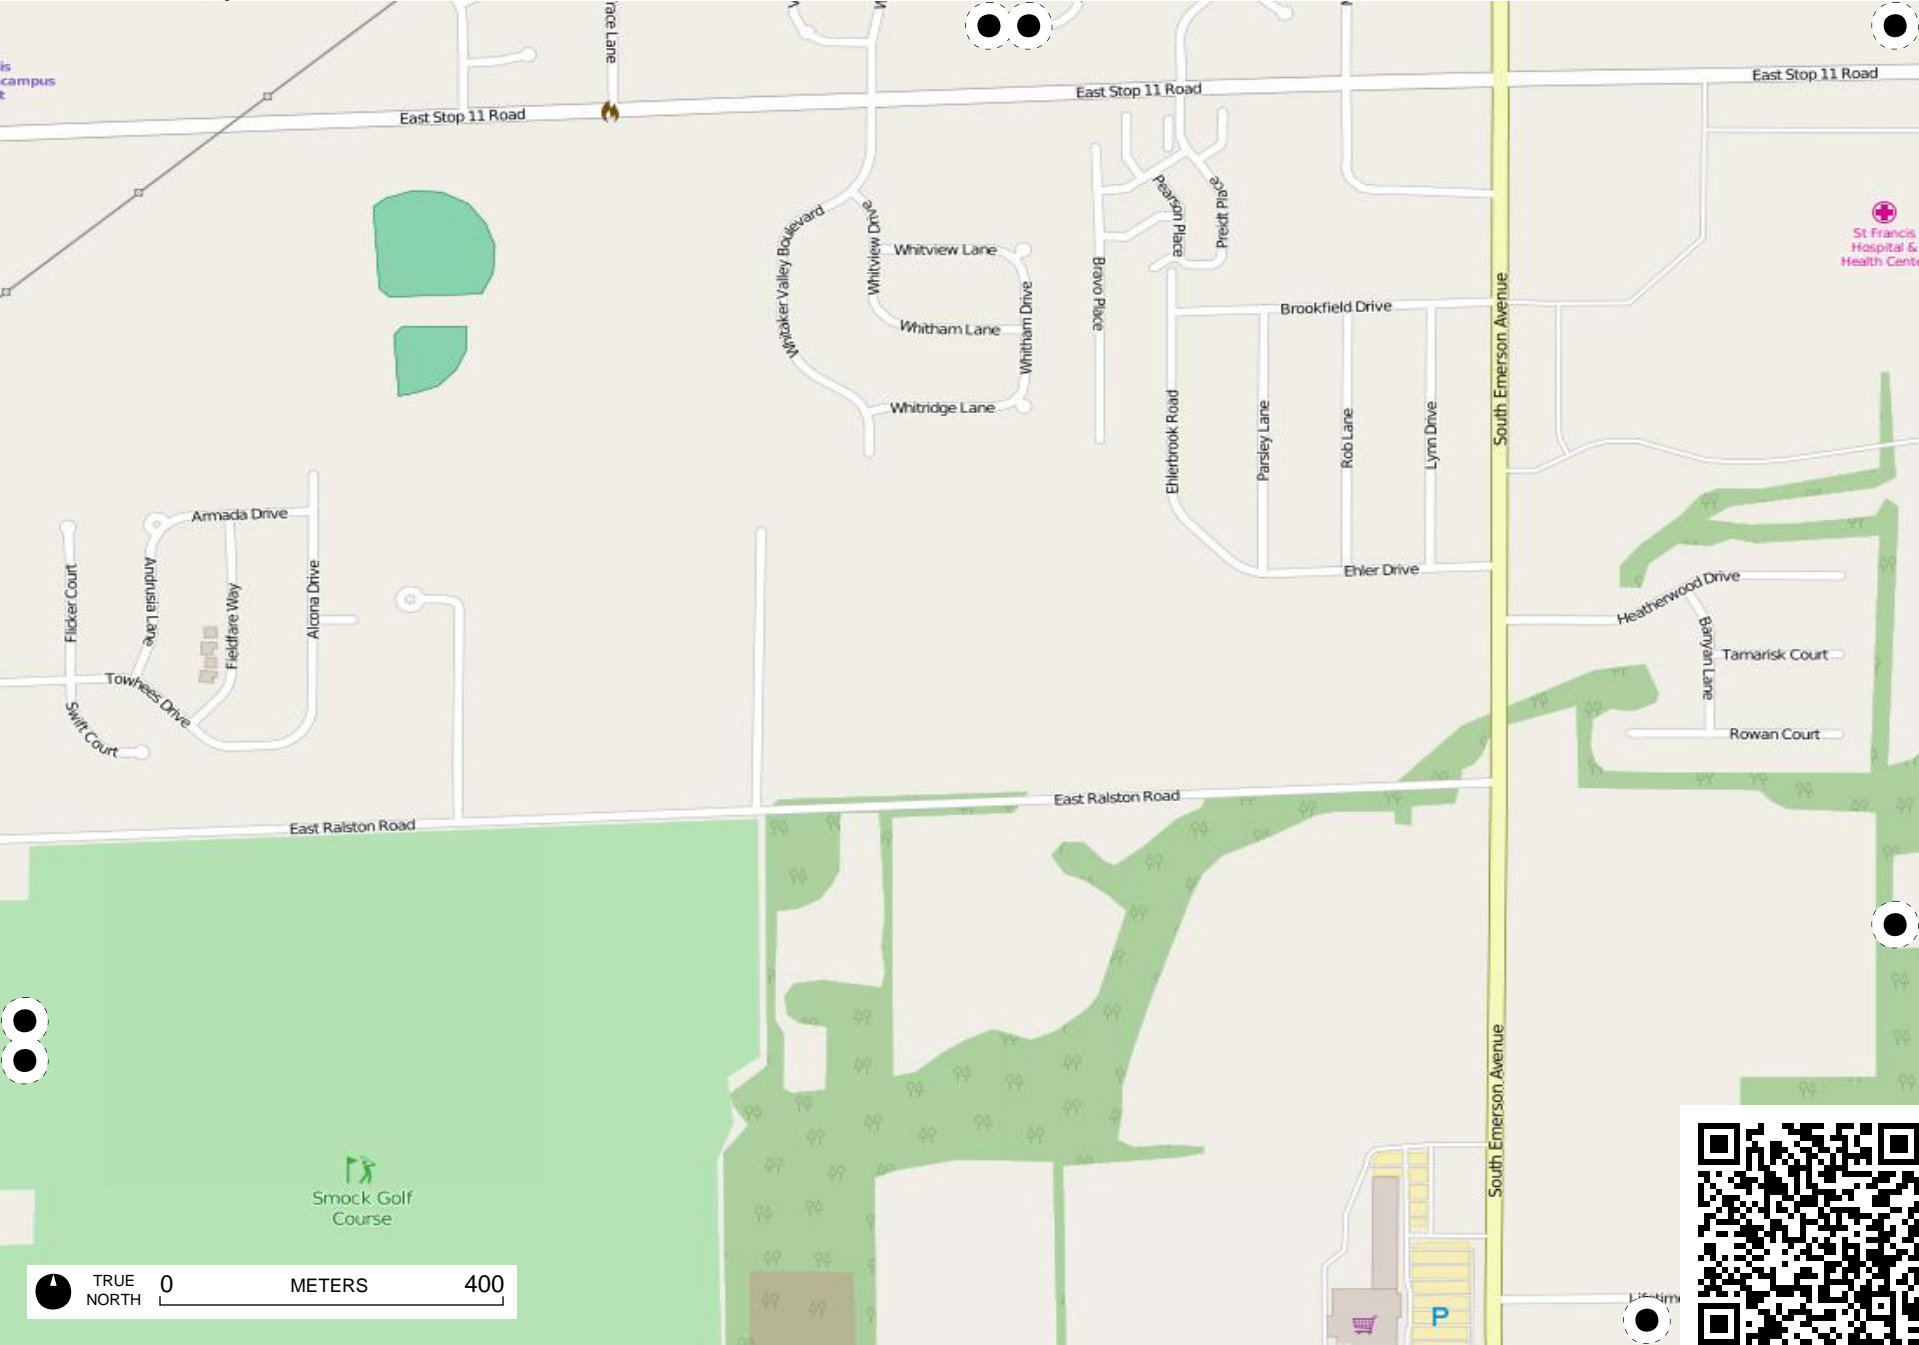 race Lane
is
campus
t
East Stop 11 Road
East Stop 11 Road
East Stop 11 Road
Pearson Place
Preidt Place
Whitaker Valley Boulevard
Whitview Drive
Whitview Lane
Whitham Lane
Whitham Drive
Whitridge Lane
Bravo Place
St Francis
Hospital &
Health Cente
Brookfield Drive
South Emerson Avenue
Ehlerbrook Road
Parsley Lane
Rob Lane
Lynn Drive
Ehler Drive
Armada Drive
Flicker Court
Andrusia Lane
Fieldfare Way
Alcona Drive
Towhees Drive
Swift Court
Heatherwood Drive
Banyan Lane
Tamarisk Court
Rowan Court
East Ralston Road
East Ralston Road
South Emerson Avenue
Smock Golf
Course
TRUE
NORTH
0 METERS 400
P
Lifetime